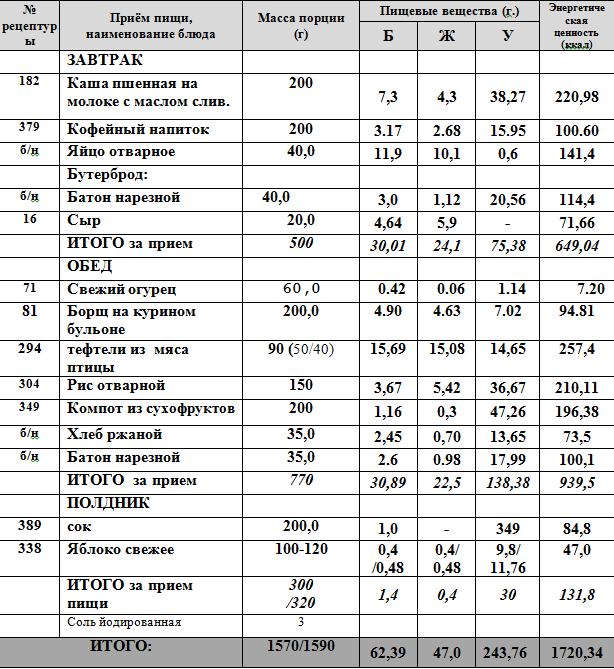 № рецептуры Приём пищи, наименование блюда Масса порции (г) Пищевые вещества (г.) Энергетическая ценность (ккал)
Б Ж У
ЗАВТРАК
182 Каша пшенная на молоке с маслом слив. 200 7,3 4,3 38,27 220,98
379 Кофейный напиток 200 3.17 2.68 15.95 100.60
б/н Яйцо отварное 40,0 11,9 10,1 0,6 141,4
Бутерброд:
б/н Батон нарезной 40,0 3,0 1,12 20,56 114,4
16 Сыр 20,0 4,64 5,9 - 71,66
ИТОГО за прием 500 30,01 24,1 75,38 649,04
ОБЕД
71 Свежий огурец 60,0 0.42 0.06 1.14 7.20
81 Борщ на курином бульоне 200,0 4.90 4.63 7.02 94.81
294 тефтели из мяса птицы 90 (50/40) 15,69 15,08 14,65 257,4
304 Рис отварной 150 3,67 5,42 36,67 210,11
349 Компот из сухофруктов 200 1,16 0,3 47,26 196,38
б/н Хлеб ржаной 35,0 2,45 0,70 13,65 73,5
б/н Батон нарезной 35,0 2.6 0.98 17,99 100,1
ИТОГО за прием 770 30,89 22,5 138,38 939,5
ПОЛДНИК
389 сок 200,0 1,0 - 349 84,8
338 Яблоко свежее 100-120 0,4 /0,48 0,4/ 0,48 9,8/ 11,76 47,0
ИТОГО за прием пищи 300 /320 1,4 0,4 30 131,8
Соль йодированная 3
ИТОГО: 1570/1590 62,39 47,0 243,76 1720,34